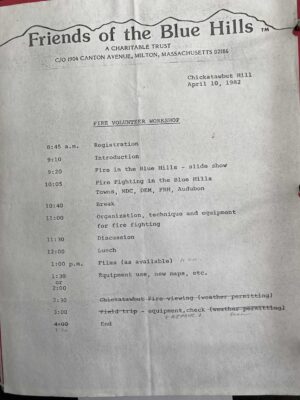 Friends of the Blue Hills TM
A CHARITABLE TRUST
C/O 1904 CANTON AVENUE, MILTON, MASSACHUSETTS 02186
Chickatawbut Hill
April 10, 1982
FIRE VOLUNTEER WORKSHOP
8:45 a.m. Registration
9:10 Introduction
9:20 Fire in the Blue Hills - slide show
10:05 Fire Fighting in the Blue Hills
Towns, MDC, DEM, FBH, Audubon
10:40 Break
11:00 Organization, technique and equipment
for fire fighting
11:30 Discussion
12:00 Lunch
1:00 p.m. Films (as available)
1:30 Equipment use, new maps, etc.
or
2:00
2:30 Chickatawbut fire viewing (weather permitting)
3:00 Field trip - equipment check (weather permitting)
4:00 End